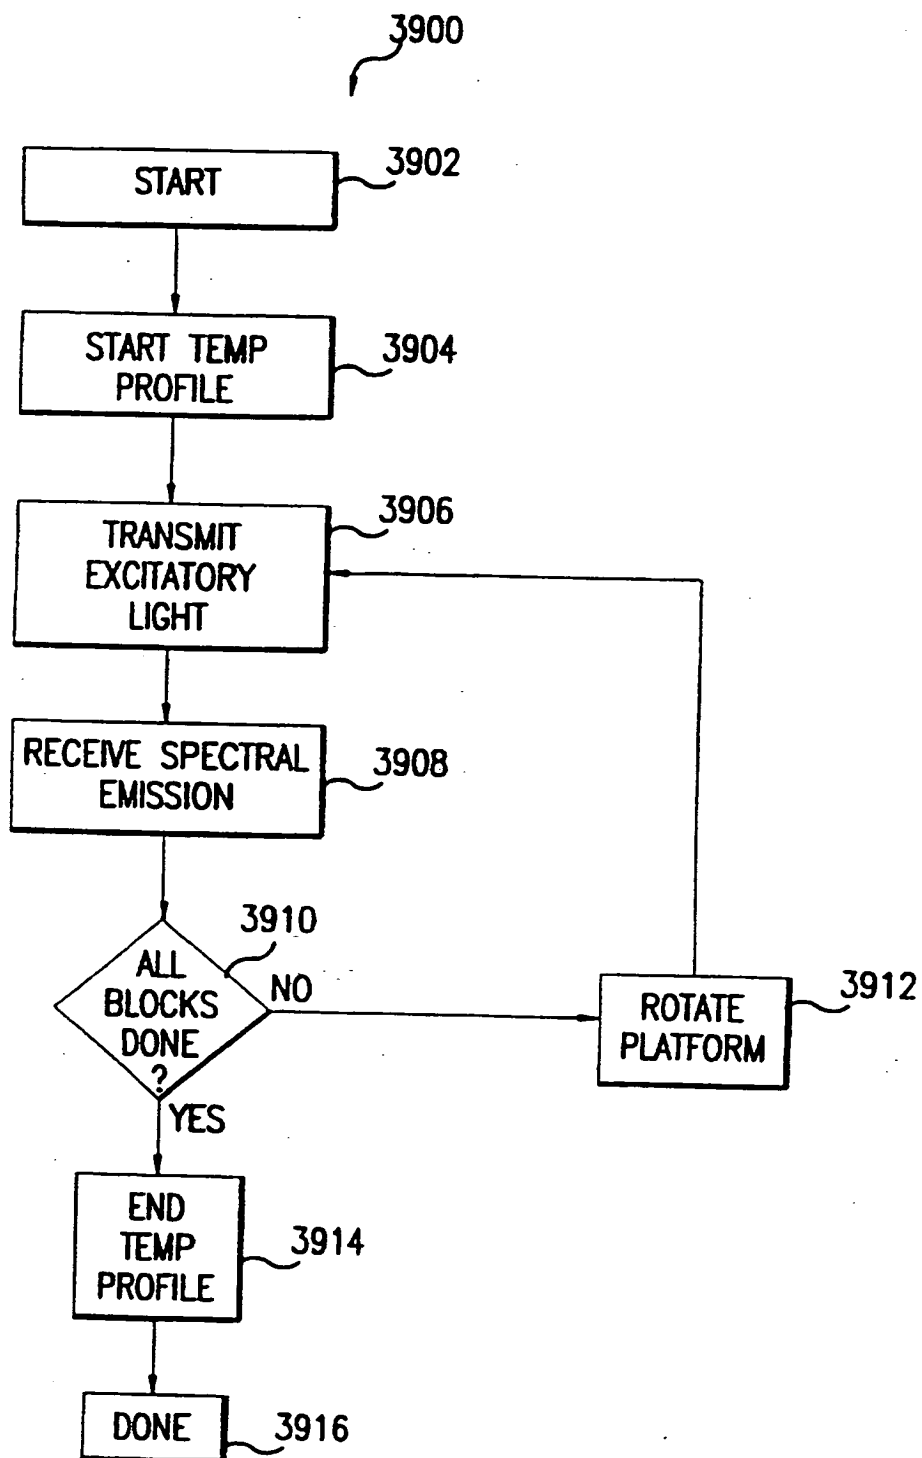 3900
START
3902
START TEMP
PROFILE
3904
TRANSMIT
EXCITATORY
LIGHT
3906
RECEIVE SPECTRAL
EMISSION
3908
ALL
BLOCKS
DONE
?
3910
NO
ROTATE
PLATFORM
3912
YES
END
TEMP
PROFILE
3914
DONE
3916